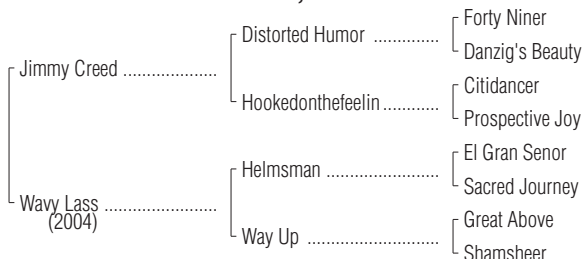 Forty Niner
Distorted Humor ..............
Danzig's Beauty
Jimmy Creed ....................
Citidancer
Hookedonthefeelin ............
Prospective Joy
El Gran Senor
Helmsman ........................
Sacred Journey
Wavy Lass ........................
(2004)
Great Above
Way Up ............................
Shamsheer